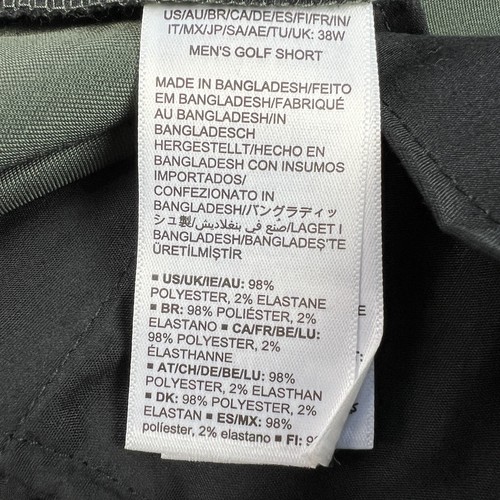 US/AU/BR/CA/DE/ES/FI/FR/IN/
IT/MX/JP/SA/AE/TU/UK: 38W
MEN'S GOLF SHORT
MADE IN BANGLADESH/FEITO
EM BANGLADESH/FABRIQUÉ
AU BANGLADESH/IN
BANGLADESCH
HERGESTELLT/HECHO EN
BANGLADESH CON INSUMOS
IMPORTADOS/
CONFEZIONATO IN
BANGLADESH/バングラディッ
シュ製/صنع في بنغلاديش/LAGET I
BANGLADESH/BANGLADEŞ'TE
ÜRETİLMİŞTİR
▪ US/UK/IE/AU: 98%
POLYESTER, 2% ELASTANE
▪ BR: 98% POLIÉSTER, 2%
ELASTANO ▪ CA/FR/BE/LU:
98% POLYESTER, 2%
ÉLASTHANNE
▪ AT/CH/DE/BE/LU: 98%
POLYESTER, 2% ELASTHAN
▪ DK: 98% POLYESTER, 2%
ELASTAN ▪ ES/MX: 98%
poliéster, 2% elastano ▪ FI: